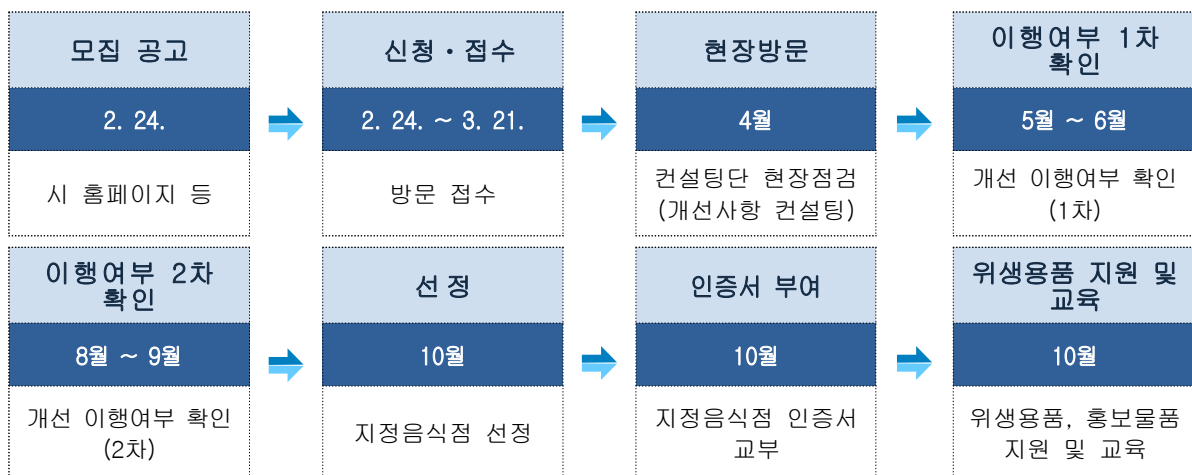 모집 공고
2. 24.
시 홈페이지 등
신청・접수
2. 24. ~ 3. 21.
방문 접수
현장방문
4월
컨설팅단 현장점검
(개선사항 컨설팅)
이행여부 1차
확인
5월 ~ 6월
개선 이행여부 확인
(1차)
이행여부 2차
확인
8월 ~ 9월
개선 이행여부 확인
(2차)
선 정
10월
지정음식점 선정
인증서 부여
10월
지정음식점 인증서
교부
위생용품 지원 및
교육
10월
위생용품, 홍보물품
지원 및 교육